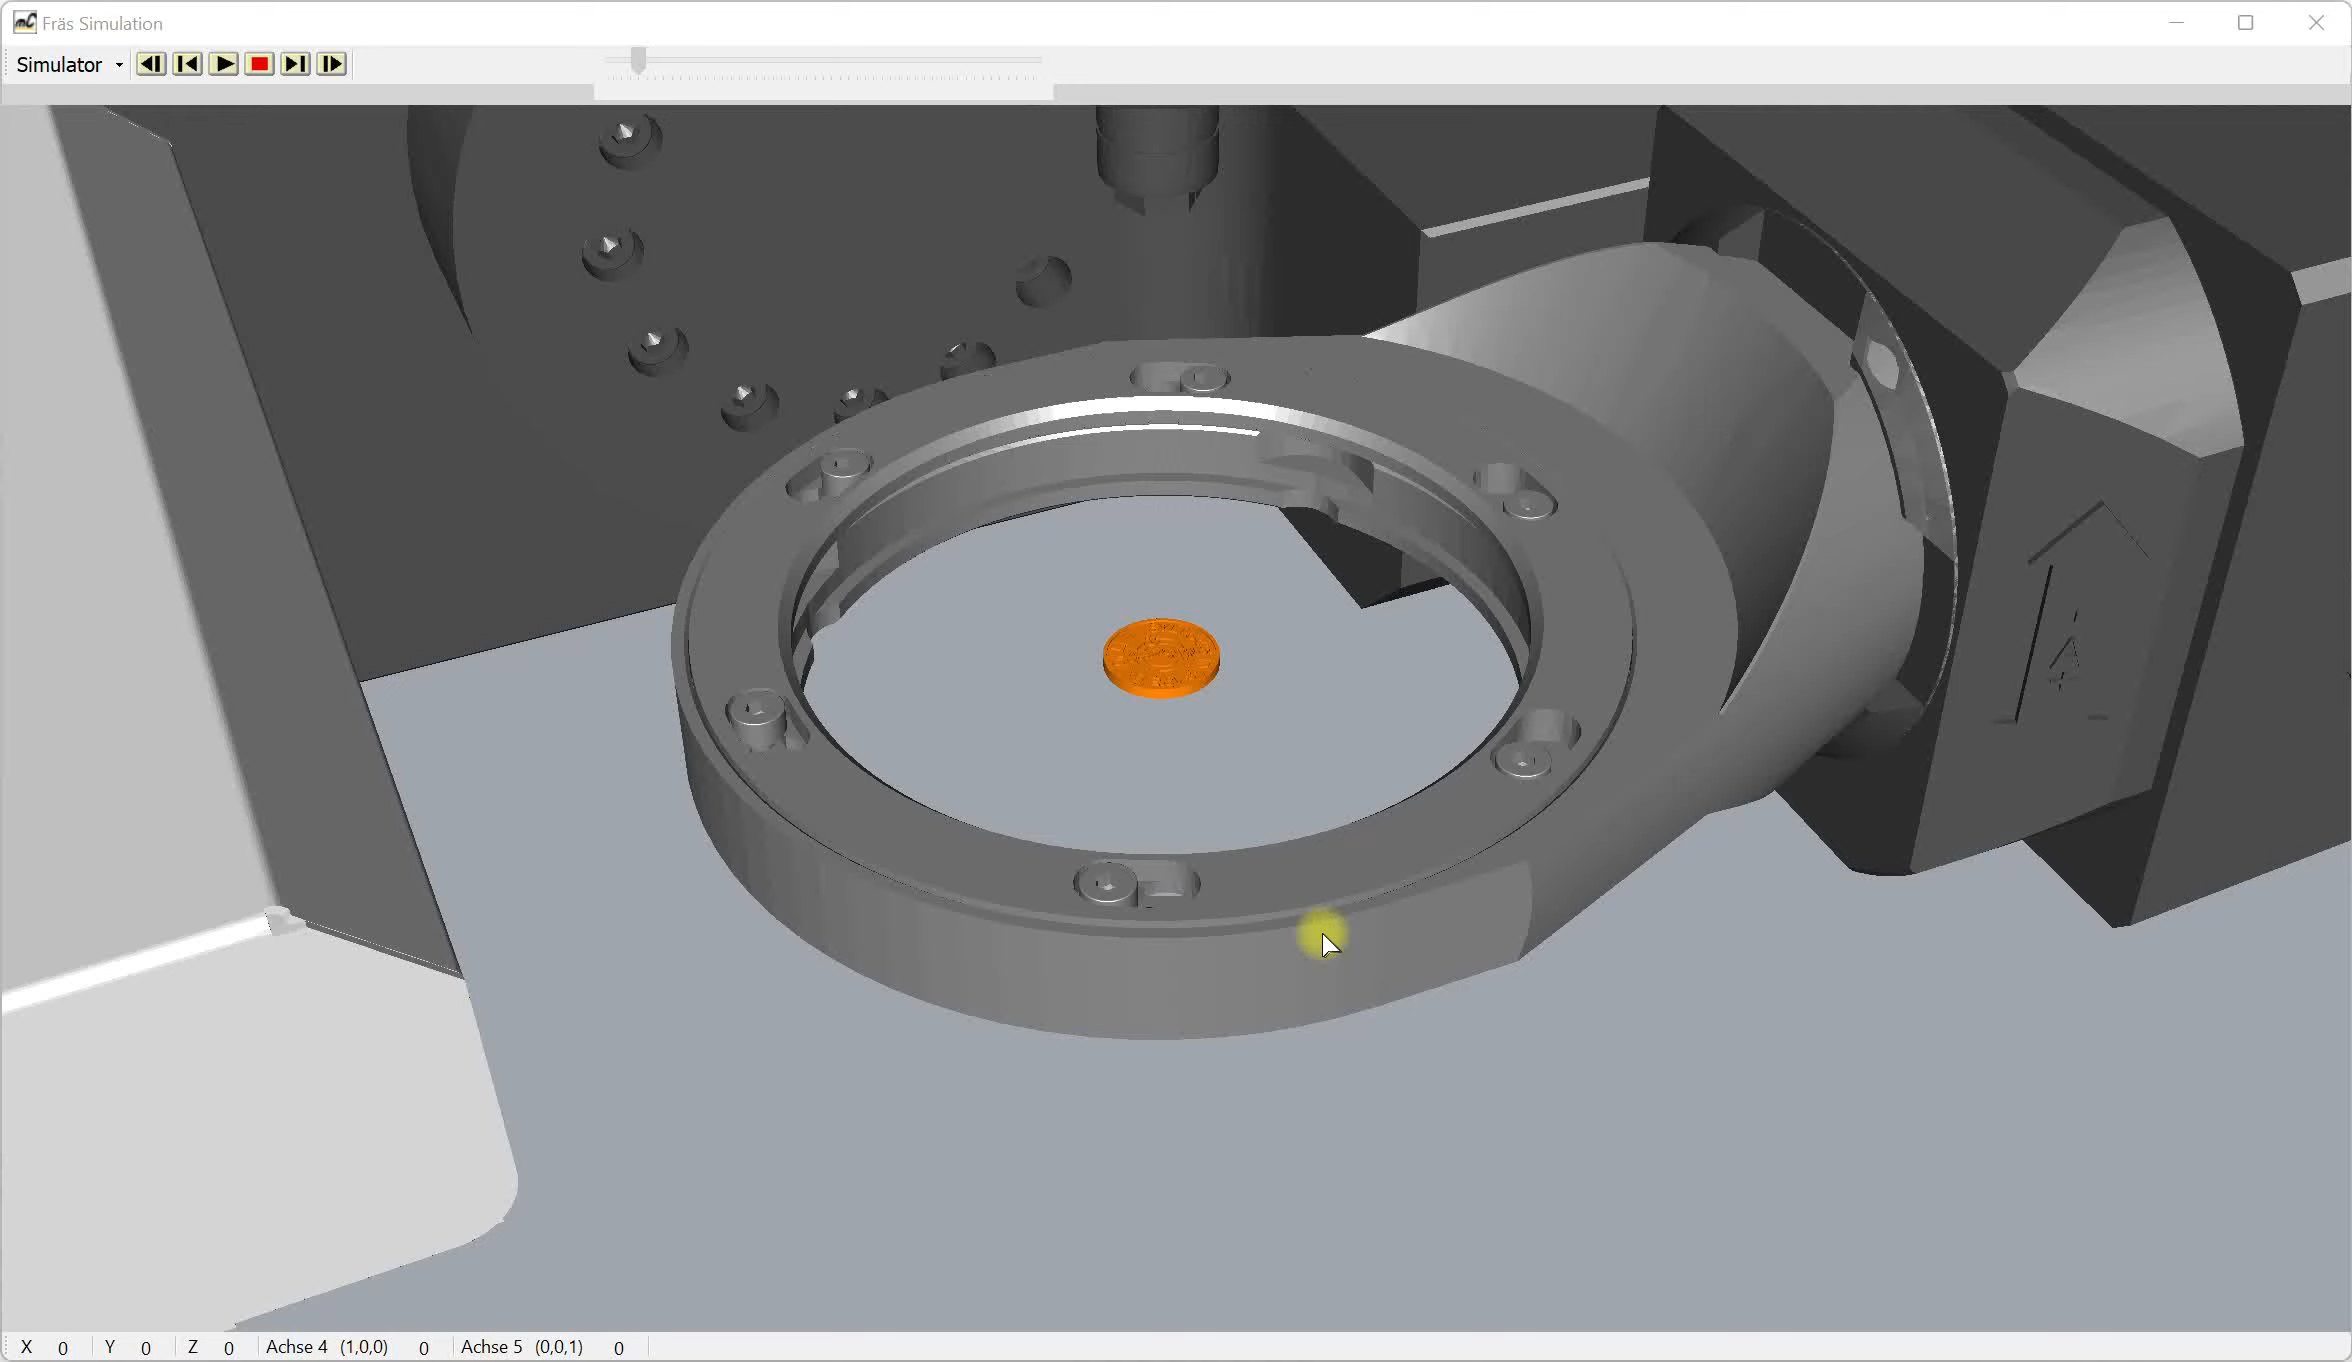 Fräs Simulation
Simulator
X 0 Y 0 Z 0 Achse 4 (1,0,0) 0 Achse 5 (0,0,1) 0